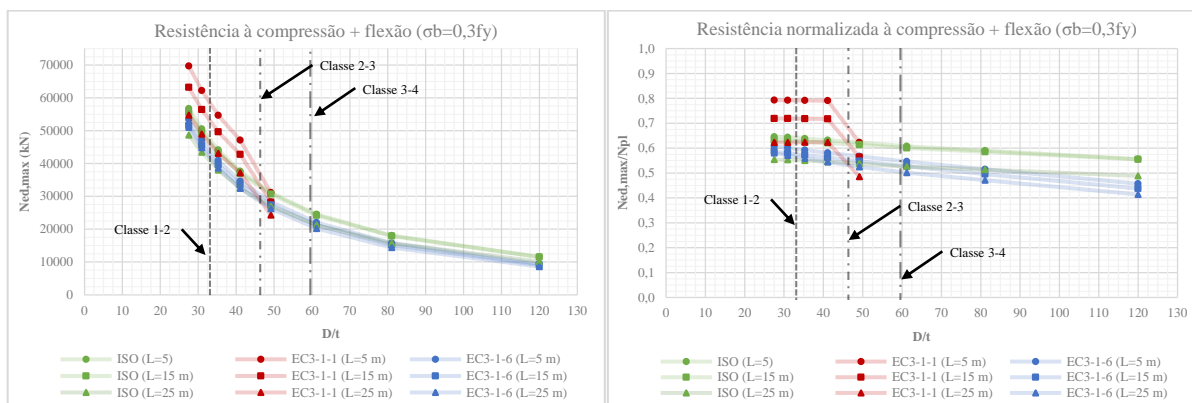 Resistência à compressão + flexão (σb=0,3fy)
70000
60000
50000
40000
30000
20000
10000
0
Ned,max (kN)
Classe 2-3
Classe 3-4
Classe 1-2
0 10 20 30 40 50 60 70 80 90 100 110 120 130
D/t
ISO (L=5) EC3-1-1 (L=5 m) EC3-1-6 (L=5 m)
ISO (L=15 m) EC3-1-1 (L=15 m) EC3-1-6 (L=15 m)
ISO (L=25 m) EC3-1-1 (L=25 m) EC3-1-6 (L=25 m)
Resistência normalizada à compressão + flexão (σb=0,3fy)
1,0
0,9
0,8
0,7
0,6
0,5
0,4
0,3
0,2
0,1
0,0
Ned,max/Npl
Classe 1-2
Classe 2-3
Classe 3-4
0 10 20 30 40 50 60 70 80 90 100 110 120 130
D/t
ISO (L=5) EC3-1-1 (L=5 m) EC3-1-6 (L=5 m)
ISO (L=15 m) EC3-1-1 (L=15 m) EC3-1-6 (L=15 m)
ISO (L=25 m) EC3-1-1 (L=25 m) EC3-1-6 (L=25 m)